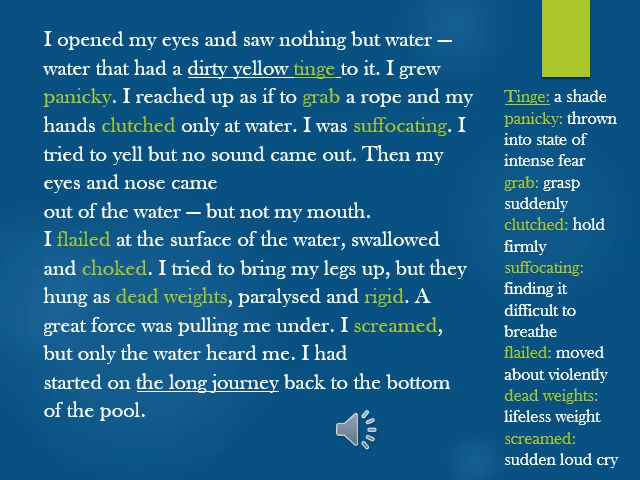 I opened my eyes and saw nothing but water —
water that had a dirty yellow tinge to it. I grew
panicky. I reached up as if to grab a rope and my
hands clutched only at water. I was suffocating. I
tried to yell but no sound came out. Then my
eyes and nose came
out of the water — but not my mouth.
I flailed at the surface of the water, swallowed
and choked. I tried to bring my legs up, but they
hung as dead weights, paralysed and rigid. A
great force was pulling me under. I screamed,
but only the water heard me. I had
started on the long journey back to the bottom
of the pool.
Tinge: a shade
panicky: thrown
into state of
intense fear
grab: grasp
suddenly
clutched: hold
firmly
suffocating:
finding it
difficult to
breathe
flailed: moved
about violently
dead weights:
lifeless weight
screamed:
sudden loud cry